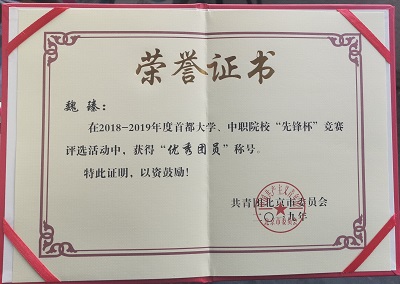 荣誉证书
魏 臻：
在2018-2019年度首都大学、中职院校“先锋杯”竞赛
评选活动中，获得“优秀团员”称号。
特此证明，以资鼓励！
共青团北京市委员会
二〇一九年